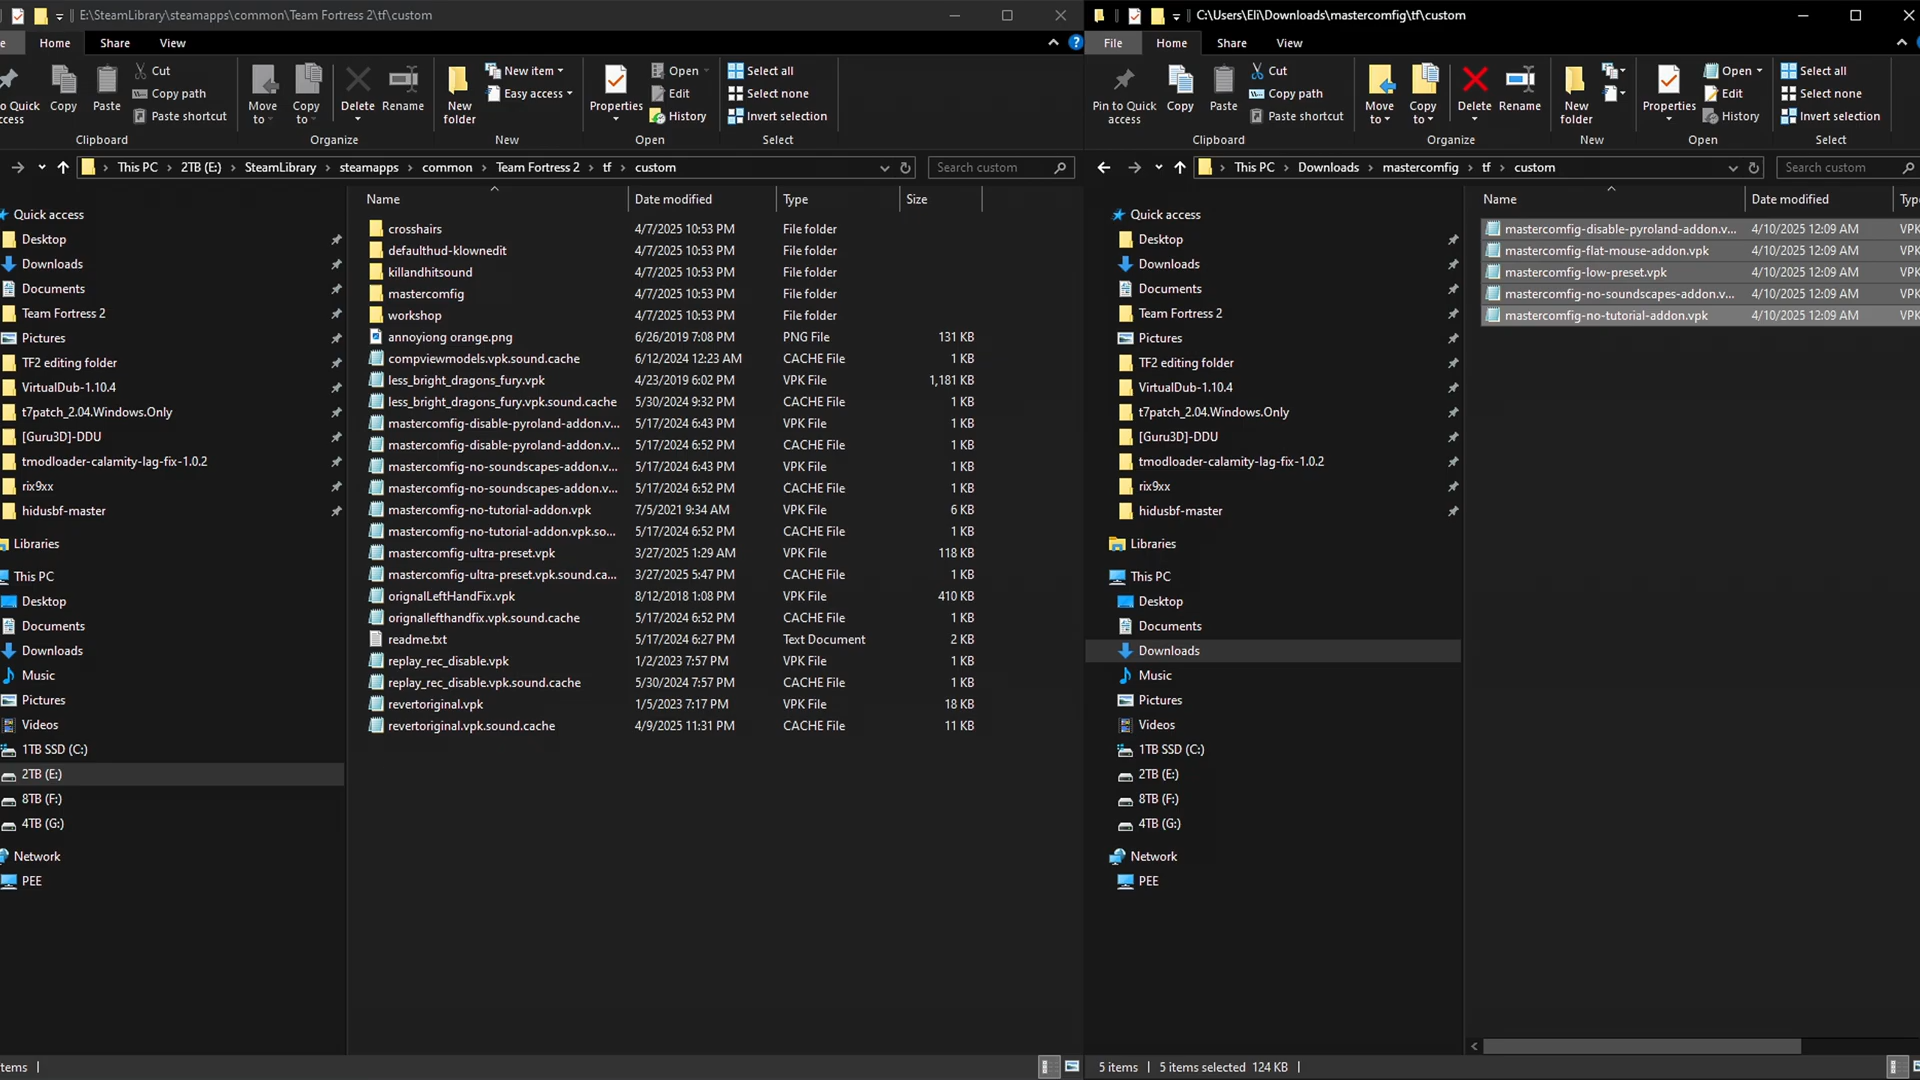 E:\SteamLibrary\steamapps\common\Team Fortress 2\tf\custom
Home Share View
Quick
ccess
Copy
Paste
Cut
Copy path
Paste shortcut
Clipboard
Move
to
Copy
to
Delete
Rename
Organize
New
folder
New item
Easy access
New
Properties
Open
Edit
History
Open
Select all
Select none
Invert selection
Select
This PC 2TB (E:) SteamLibrary steamapps common Team Fortress 2 tf custom
Search custom
Quick access
Desktop
Downloads
Documents
Team Fortress 2
Pictures
TF2 editing folder
VirtualDub-1.10.4
t7patch_2.04.Windows.Only
[Guru3D]-DDU
tmodloader-calamity-lag-fix-1.0.2
rix9xx
hidusbf-master
Libraries
This PC
Desktop
Documents
Downloads
Music
Pictures
Videos
1TB SSD (C:)
2TB (E:)
8TB (F:)
4TB (G:)
Network
PEE
Name Date modified Type Size
crosshairs 4/7/2025 10:53 PM File folder
defaulthud-klownedit 4/7/2025 10:53 PM File folder
killandhitsound 4/7/2025 10:53 PM File folder
mastercomfig 4/7/2025 10:53 PM File folder
workshop 4/7/2025 10:53 PM File folder
annoyiong orange.png 6/26/2019 7:08 PM PNG File 131 KB
compviewmodels.vpk.sound.cache 6/12/2024 12:23 AM CACHE File 1 KB
less_bright_dragons_fury.vpk 4/23/2019 6:02 PM VPK File 1,181 KB
less_bright_dragons_fury.vpk.sound.cache 5/30/2024 9:32 PM CACHE File 1 KB
mastercomfig-disable-pyroland-addon.v... 5/17/2024 6:43 PM VPK File 1 KB
mastercomfig-disable-pyroland-addon.v... 5/17/2024 6:52 PM CACHE File 1 KB
mastercomfig-no-soundscapes-addon.v... 5/17/2024 6:43 PM VPK File 1 KB
mastercomfig-no-soundscapes-addon.v... 5/17/2024 6:52 PM CACHE File 1 KB
mastercomfig-no-tutorial-addon.vpk 7/5/2021 9:34 AM VPK File 6 KB
mastercomfig-no-tutorial-addon.vpk.so... 5/17/2024 6:52 PM CACHE File 1 KB
mastercomfig-ultra-preset.vpk 3/27/2025 1:29 AM VPK File 118 KB
mastercomfig-ultra-preset.vpk.sound.ca... 3/27/2025 5:47 PM CACHE File 1 KB
orignalLeftHandFix.vpk 8/12/2018 1:08 PM VPK File 410 KB
orignallefthandfix.vpk.sound.cache 5/17/2024 6:52 PM CACHE File 1 KB
readme.txt 5/17/2024 6:27 PM Text Document 2 KB
replay_rec_disable.vpk 1/2/2023 7:57 PM VPK File 1 KB
replay_rec_disable.vpk.sound.cache 5/30/2024 7:57 PM CACHE File 1 KB
revertoriginal.vpk 1/5/2023 7:17 PM VPK File 18 KB
revertoriginal.vpk.sound.cache 4/9/2025 11:31 PM CACHE File 11 KB
tems
C:\Users\Eli\Downloads\mastercomfig\tf\custom
File Home Share View
Pin to Quick
access
Copy
Paste
Cut
Copy path
Paste shortcut
Clipboard
Move
to
Copy
to
Delete
Rename
Organize
New
folder
New
Properties
Open
Edit
History
Open
Select all
Select none
Invert selection
Select
This PC Downloads mastercomfig tf custom
Search custom
Quick access
Desktop
Downloads
Documents
Team Fortress 2
Pictures
TF2 editing folder
VirtualDub-1.10.4
t7patch_2.04.Windows.Only
[Guru3D]-DDU
tmodloader-calamity-lag-fix-1.0.2
rix9xx
hidusbf-master
Libraries
This PC
Desktop
Documents
Downloads
Music
Pictures
Videos
1TB SSD (C:)
2TB (E:)
8TB (F:)
4TB (G:)
Network
PEE
Name Date modified Typ
mastercomfig-disable-pyroland-addon.v... 4/10/2025 12:09 AM VPK
mastercomfig-flat-mouse-addon.vpk 4/10/2025 12:09 AM VPK
mastercomfig-low-preset.vpk 4/10/2025 12:09 AM VPK
mastercomfig-no-soundscapes-addon.v... 4/10/2025 12:09 AM VPK
mastercomfig-no-tutorial-addon.vpk 4/10/2025 12:09 AM VPK
5 items 5 items selected 124 KB